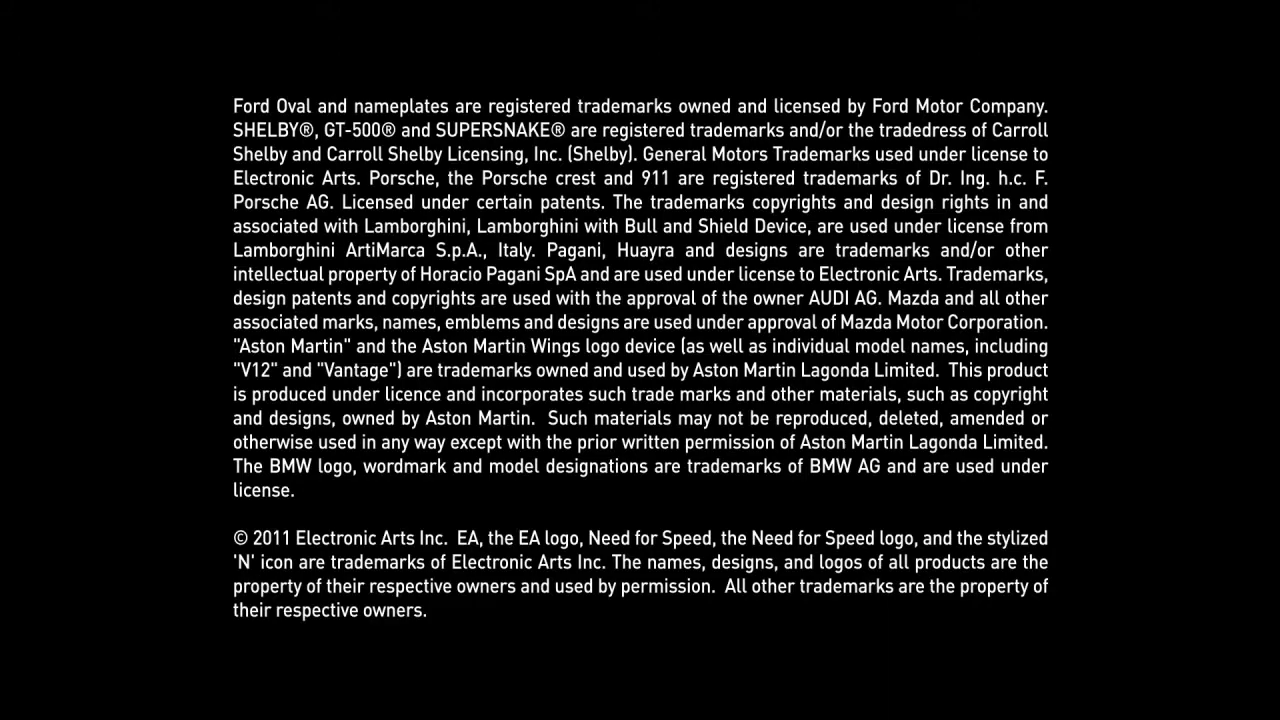 Ford Oval and nameplates are registered trademarks owned and licensed by Ford Motor Company.
SHELBY®, GT-500® and SUPERSNAKE® are registered trademarks and/or the tradedress of Carroll
Shelby and Carroll Shelby Licensing, Inc. (Shelby). General Motors Trademarks used under license to
Electronic Arts. Porsche, the Porsche crest and 911 are registered trademarks of Dr. Ing. h.c. F.
Porsche AG. Licensed under certain patents. The trademarks copyrights and design rights in and
associated with Lamborghini, Lamborghini with Bull and Shield Device, are used under license from
Lamborghini ArtiMarca S.p.A., Italy. Pagani, Huayra and designs are trademarks and/or other
intellectual property of Horacio Pagani SpA and are used under license to Electronic Arts. Trademarks,
design patents and copyrights are used with the approval of the owner AUDI AG. Mazda and all other
associated marks, names, emblems and designs are used under approval of Mazda Motor Corporation.
"Aston Martin" and the Aston Martin Wings logo device (as well as individual model names, including
"V12" and "Vantage") are trademarks owned and used by Aston Martin Lagonda Limited.  This product
is produced under licence and incorporates such trade marks and other materials, such as copyright
and designs, owned by Aston Martin.  Such materials may not be reproduced, deleted, amended or
otherwise used in any way except with the prior written permission of Aston Martin Lagonda Limited.
The BMW logo, wordmark and model designations are trademarks of BMW AG and are used under
license.
© 2011 Electronic Arts Inc.  EA, the EA logo, Need for Speed, the Need for Speed logo, and the stylized
'N' icon are trademarks of Electronic Arts Inc. The names, designs, and logos of all products are the
property of their respective owners and used by permission.  All other trademarks are the property of
their respective owners.